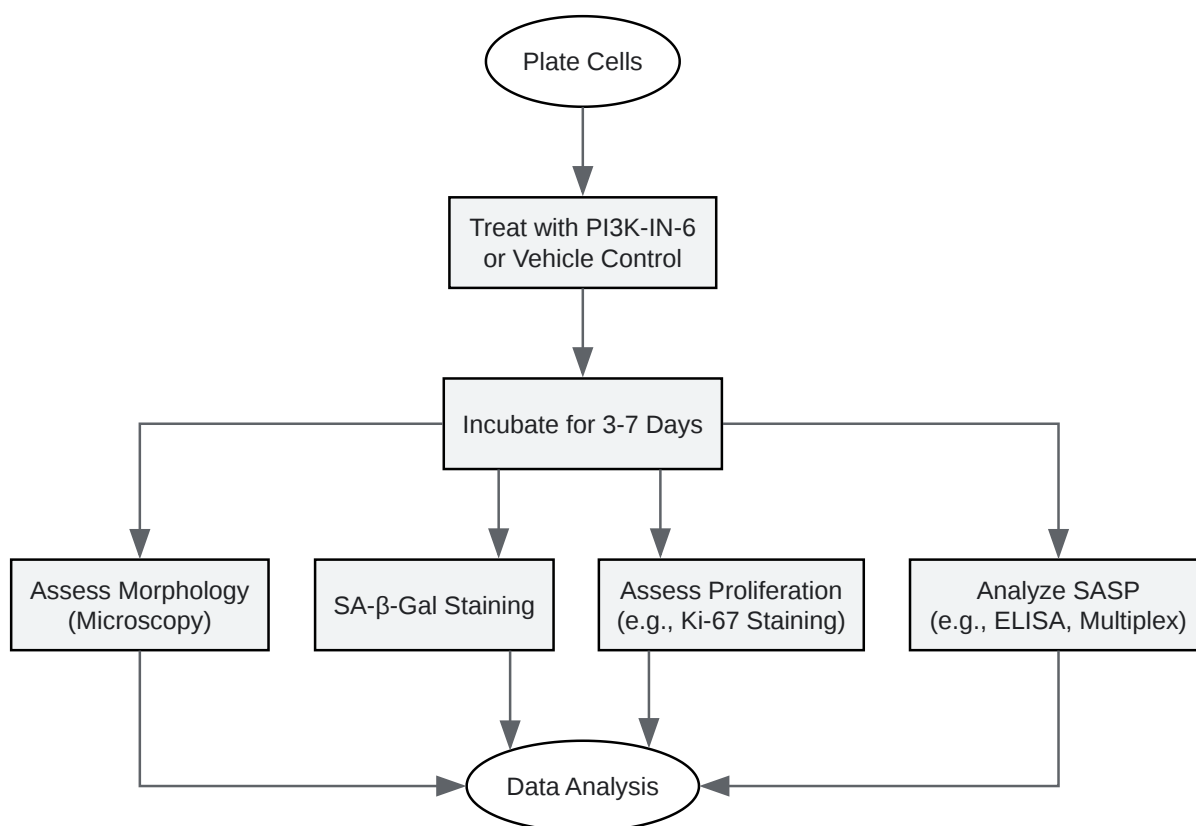 Plate Cells
Treat with PI3K-IN-6
or Vehicle Control
Incubate for 3-7 Days
Assess Morphology
(Microscopy)
SA-β-Gal Staining
Assess Proliferation
(e.g., Ki-67 Staining)
Analyze SASP
(e.g., ELISA, Multiplex)
Data Analysis